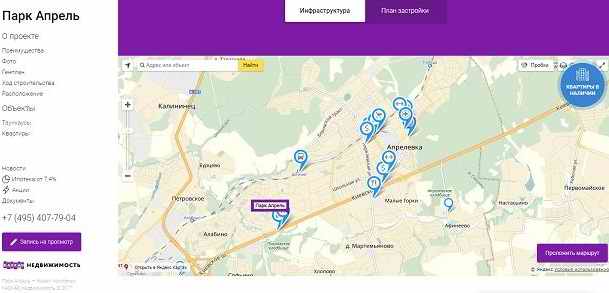 Парк Апрель
О проекте
Преимущества
Фото
Генплан
Ход строительства
Расположение
Объекты
Таунхаусы
Квартиры
Новости
Ипотека от 7,4%
Акции
Документы
+7 (495) 407-79-04
Запись на просмотр
НЕДВИЖИМОСТЬ
Инфраструктура
План застройки
Адрес или объект
Найти
Пробки
КВАРТИРЫ В
НАЛИЧИИ
Калининец
Апрелевка
Бурцево
Петровское
Первомайское
Малые Горки
Настасьино
Афинеево
Парк Апрель
Алабино
д. Мартемьяново
Хлопово
Проложить маршрут
Открыть в Яндекс.Картах
Яндекс Условия использования